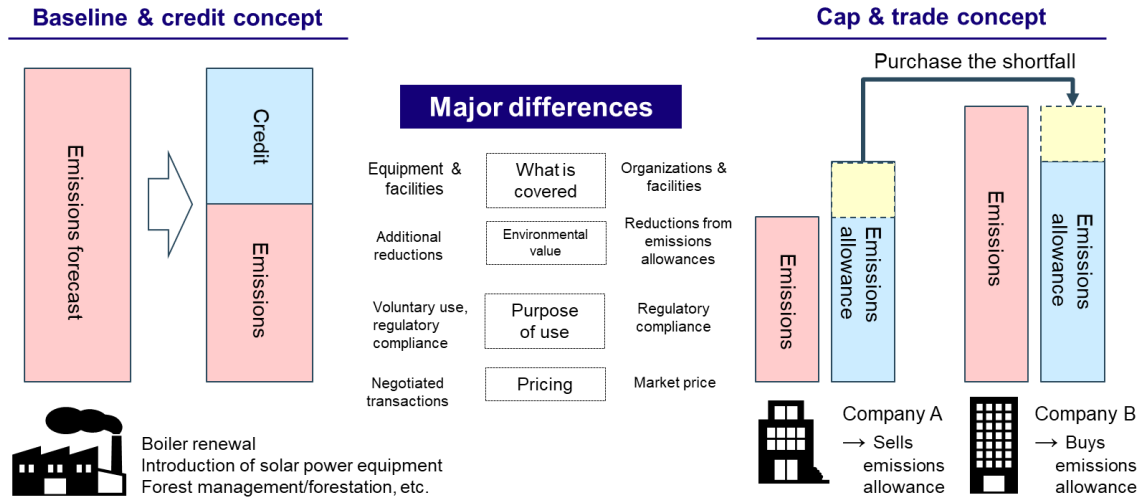 Baseline & credit concept
Emissions forecast
Credit
Emissions
Boiler renewal
Introduction of solar power equipment
Forest management/forestation, etc.
Major differences
Equipment &
facilities
What is
covered
Organizations &
facilities
Additional
reductions
Environmental
value
Reductions from
emissions
allowances
Voluntary use,
regulatory
compliance
Purpose
of use
Regulatory
compliance
Negotiated
transactions
Pricing
Market price
Cap & trade concept
Purchase the shortfall
Emissions
Emissions
allowance
Emissions
Emissions
allowance
Company A
→ Sells
emissions
allowance
Company B
→ Buys
emissions
allowance